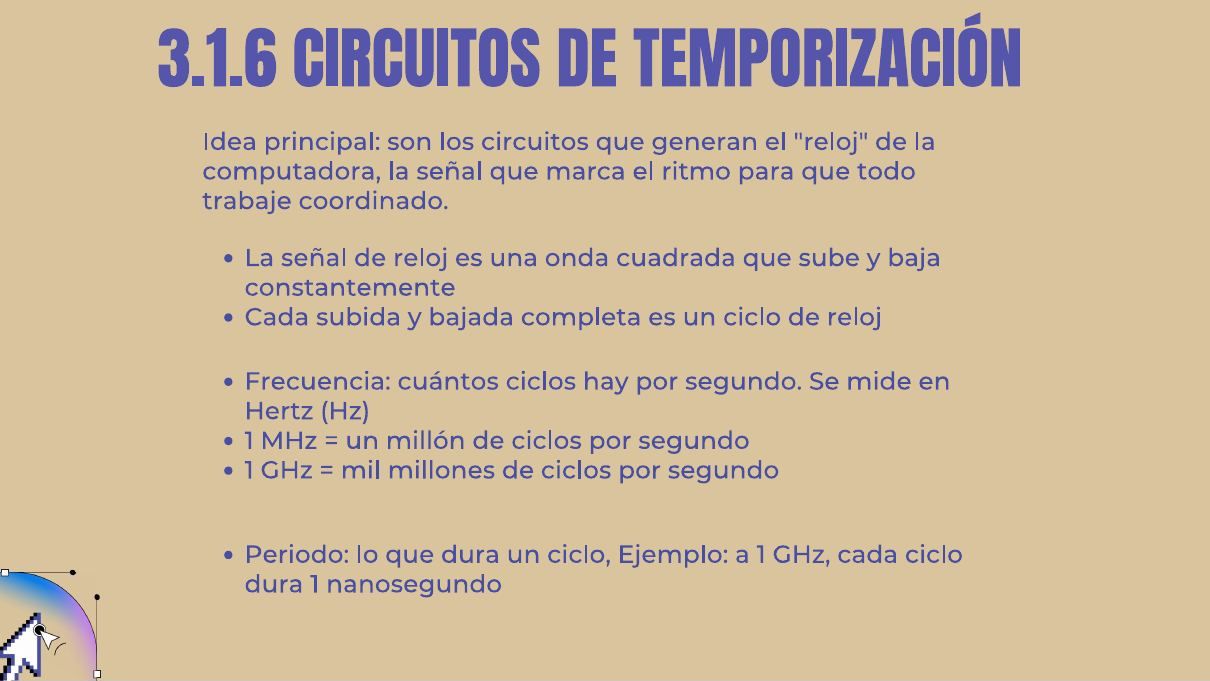 3.1.6 CIRCUITOS DE TEMPORIZACIÓN
Idea principal: son los circuitos que generan el "reloj" de la
computadora, la señal que marca el ritmo para que todo
trabaje coordinado.
• La señal de reloj es una onda cuadrada que sube y baja
constantemente
• Cada subida y bajada completa es un ciclo de reloj
• Frecuencia: cuántos ciclos hay por segundo. Se mide en
Hertz (Hz)
• 1 MHz = un millón de ciclos por segundo
• 1 GHz = mil millones de ciclos por segundo
• Periodo: lo que dura un ciclo, Ejemplo: a 1 GHz, cada ciclo
dura 1 nanosegundo